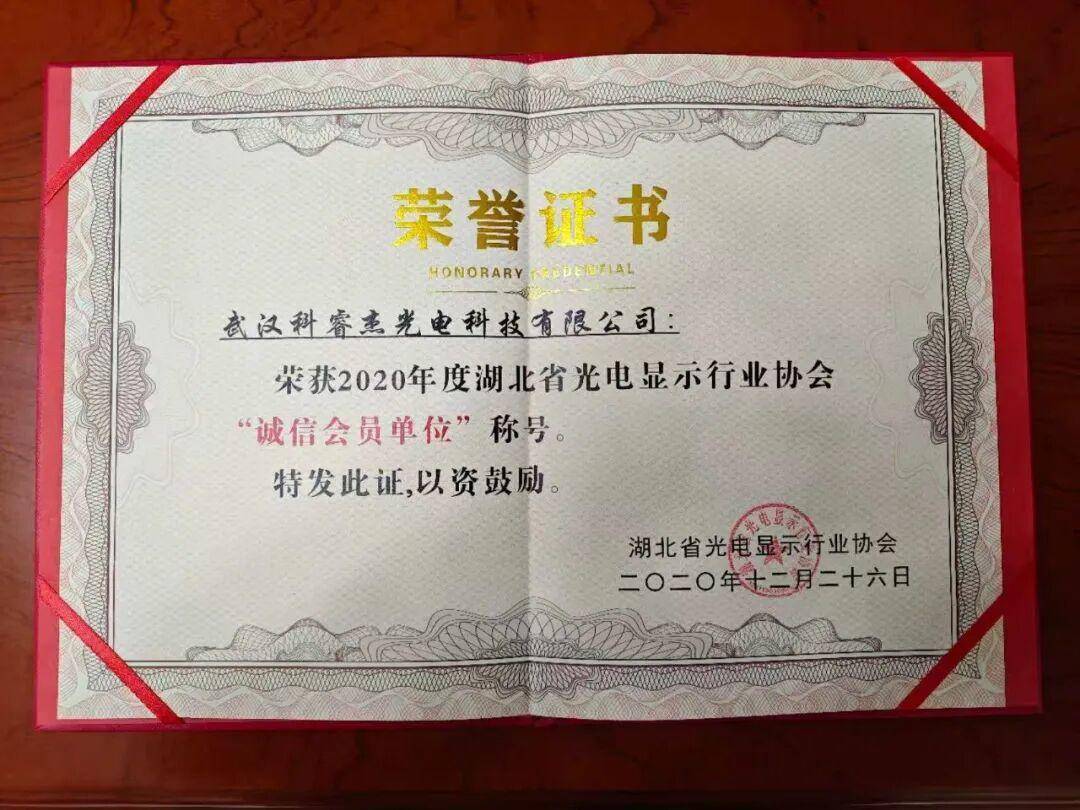 荣誉证书
HONORARY CREDENTIAL
武汉科睿杰光电科技有限公司：
荣获2020年度湖北省光电显示行业协会
“诚信会员单位”称号。
特发此证,以资鼓励。
湖北省光电显示行业协会
二〇二〇年十二月二十六日